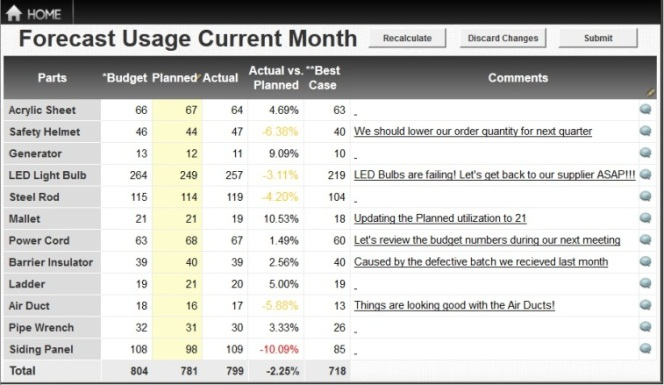 HOME
Forecast Usage Current Month Recalculate Discard Changes Submit
Parts *Budget Planned Actual Actual vs. Planned **Best Case Comments
Acrylic Sheet 66 67 64 4.69% 63 -
Safety Helmet 46 44 47 -6.38% 40 We should lower our order quantity for next quarter
Generator 13 12 11 9.09% 10 -
LED Light Bulb 264 249 257 -3.11% 219 LED Bulbs are failing! Let's get back to our supplier ASAP!!!
Steel Rod 115 114 119 -4.20% 104 -
Mallet 21 21 19 10.53% 18 Updating the Planned utilization to 21
Power Cord 63 68 67 1.49% 60 Let's review the budget numbers during our next meeting
Barrier Insulator 39 40 39 2.56% 40 Caused by the defective batch we recieved last month
Ladder 19 21 20 5.00% 19 -
Air Duct 18 16 17 -5.88% 13 Things are looking good with the Air Ducts!
Pipe Wrench 32 31 30 3.33% 26 -
Siding Panel 108 98 109 -10.09% 85 -
Total 804 781 799 -2.25% 718